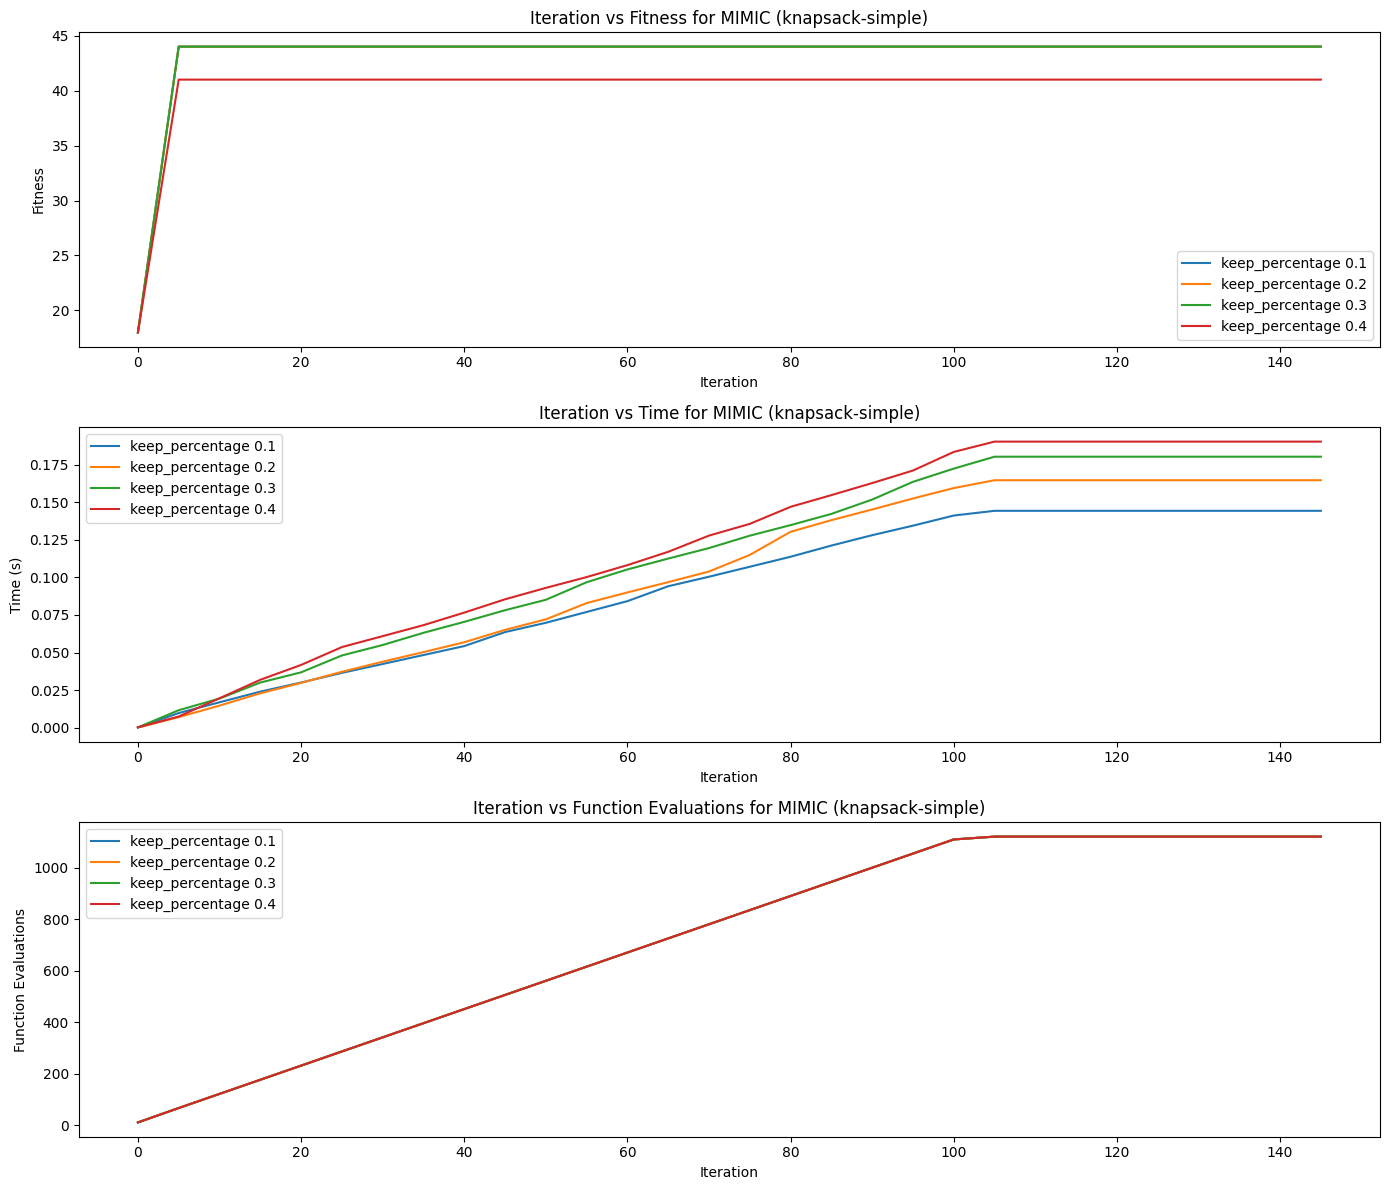 Iteration vs Fitness for MIMIC (knapsack-simple)
45
40
35
30
25
20
Fitness
keep_percentage 0.1
keep_percentage 0.2
keep_percentage 0.3
keep_percentage 0.4
0 20 40 60 80 100 120 140
Iteration
Iteration vs Time for MIMIC (knapsack-simple)
keep_percentage 0.1
keep_percentage 0.2
keep_percentage 0.3
keep_percentage 0.4
0.175
0.150
0.125
0.100
0.075
0.050
0.025
0.000
Time (s)
0 20 40 60 80 100 120 140
Iteration
Iteration vs Function Evaluations for MIMIC (knapsack-simple)
keep_percentage 0.1
keep_percentage 0.2
keep_percentage 0.3
keep_percentage 0.4
1000
800
600
400
200
0
Function Evaluations
0 20 40 60 80 100 120 140
Iteration